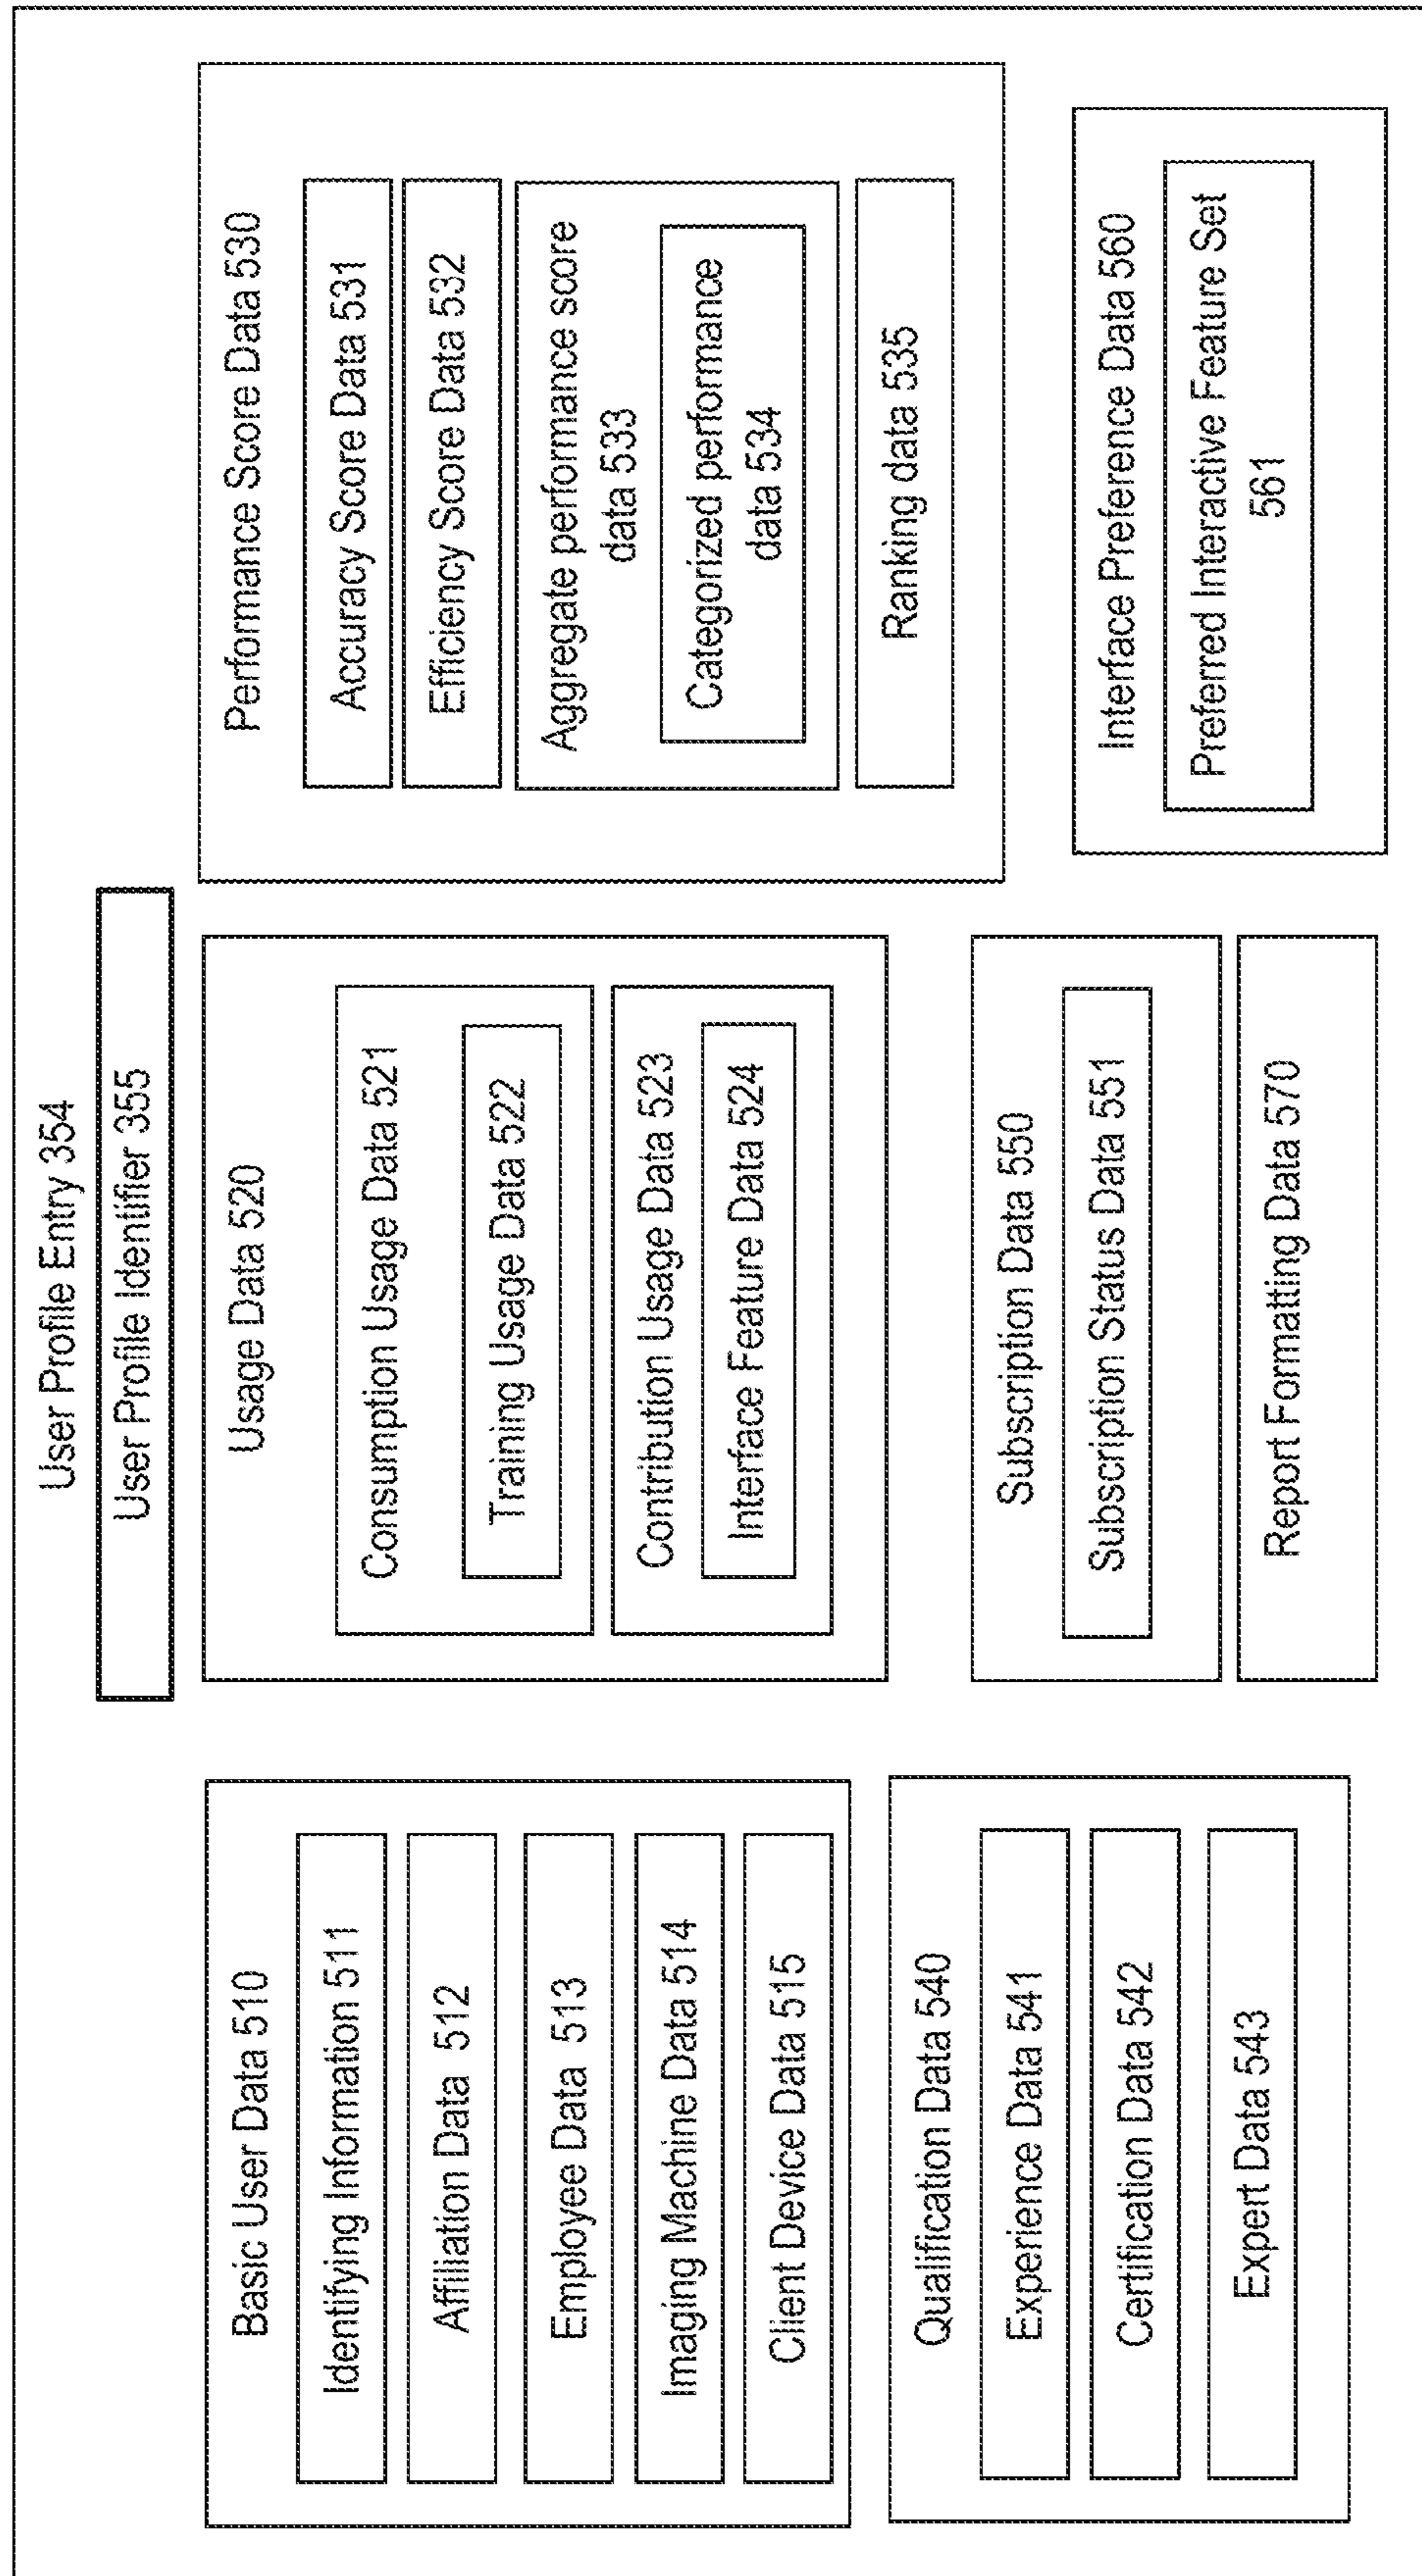 User Profile Entry 354
User Profile Identifier 355
Basic User Data 510
Identifying Information 511
Affiliation Data 512
Employee Data 513
Imaging Machine Data 514
Client Device Data 515
Qualification Data 540
Experience Data 541
Certification Data 542
Expert Data 543
Usage Data 520
Consumption Usage Data 521
Training Usage Data 522
Contribution Usage Data 523
Interface Feature Data 524
Subscription Data 550
Subscription Status Data 551
Report Formatting Data 570
Performance Score Data 530
Accuracy Score Data 531
Efficiency Score Data 532
Aggregate performance score
data 533
Categorized performance
data 534
Ranking data 535
Interface Preference Data 560
Preferred Interactive Feature Set
561